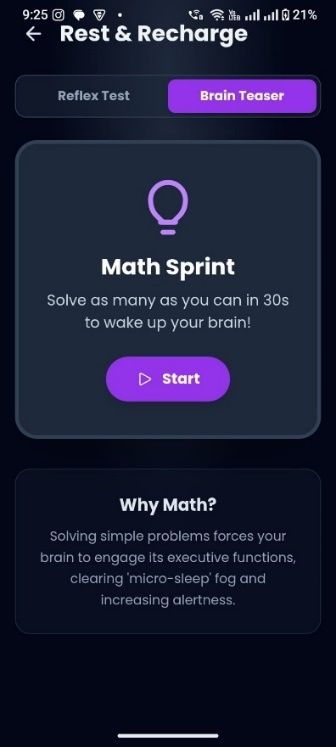 9:25 21%
Rest & Recharge
Reflex Test Brain Teaser
Math Sprint
Solve as many as you can in 30s
to wake up your brain!
Start
Why Math?
Solving simple problems forces your
brain to engage its executive functions,
clearing 'micro-sleep' fog and
increasing alertness.